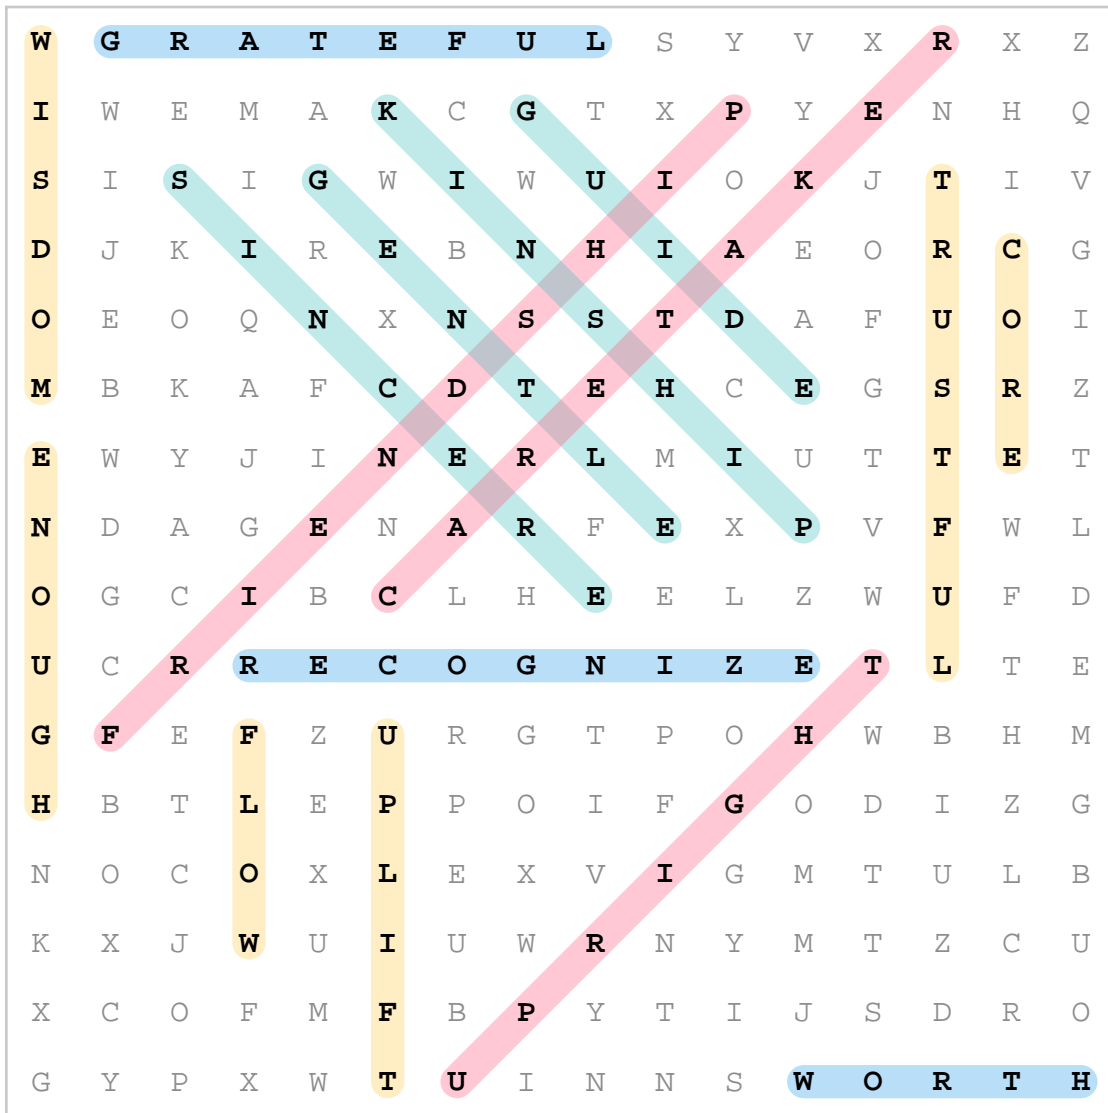 W G R A T E F U L S Y V X R X Z
I W E M A K C G T X P Y E N H Q
S I S I G W I W U I O K J T I V
D J K I R E B N H I A E O R C G
O E O Q N X N S S T D A F U O I
M B K A F C D T E H C E G S R Z
E W Y J I N E R L M I U T T E T
N D A G E N A R F E X P V F W L
O G C I B C L H E E L Z W U F D
U C R R E C O G N I Z E T L T E
G F E F Z U R G T P O H W B H M
H B T L E P P O I F G O D I Z G
N O C O X L E X V I G M T U L B
K X J W U I U W R N Y M T Z C U
X C O F M F B P Y T I J S D R O
G Y P X W T U I N N S W O R T H